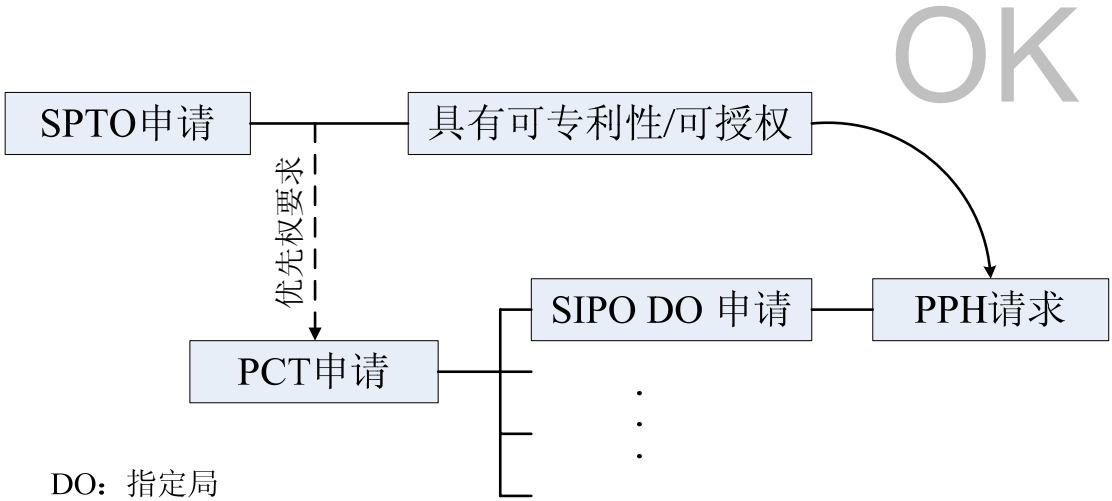 OK
SPTO申请
具有可专利性/可授权
优先权要求
SIPO DO 申请
PPH请求
PCT申请
DO：指定局